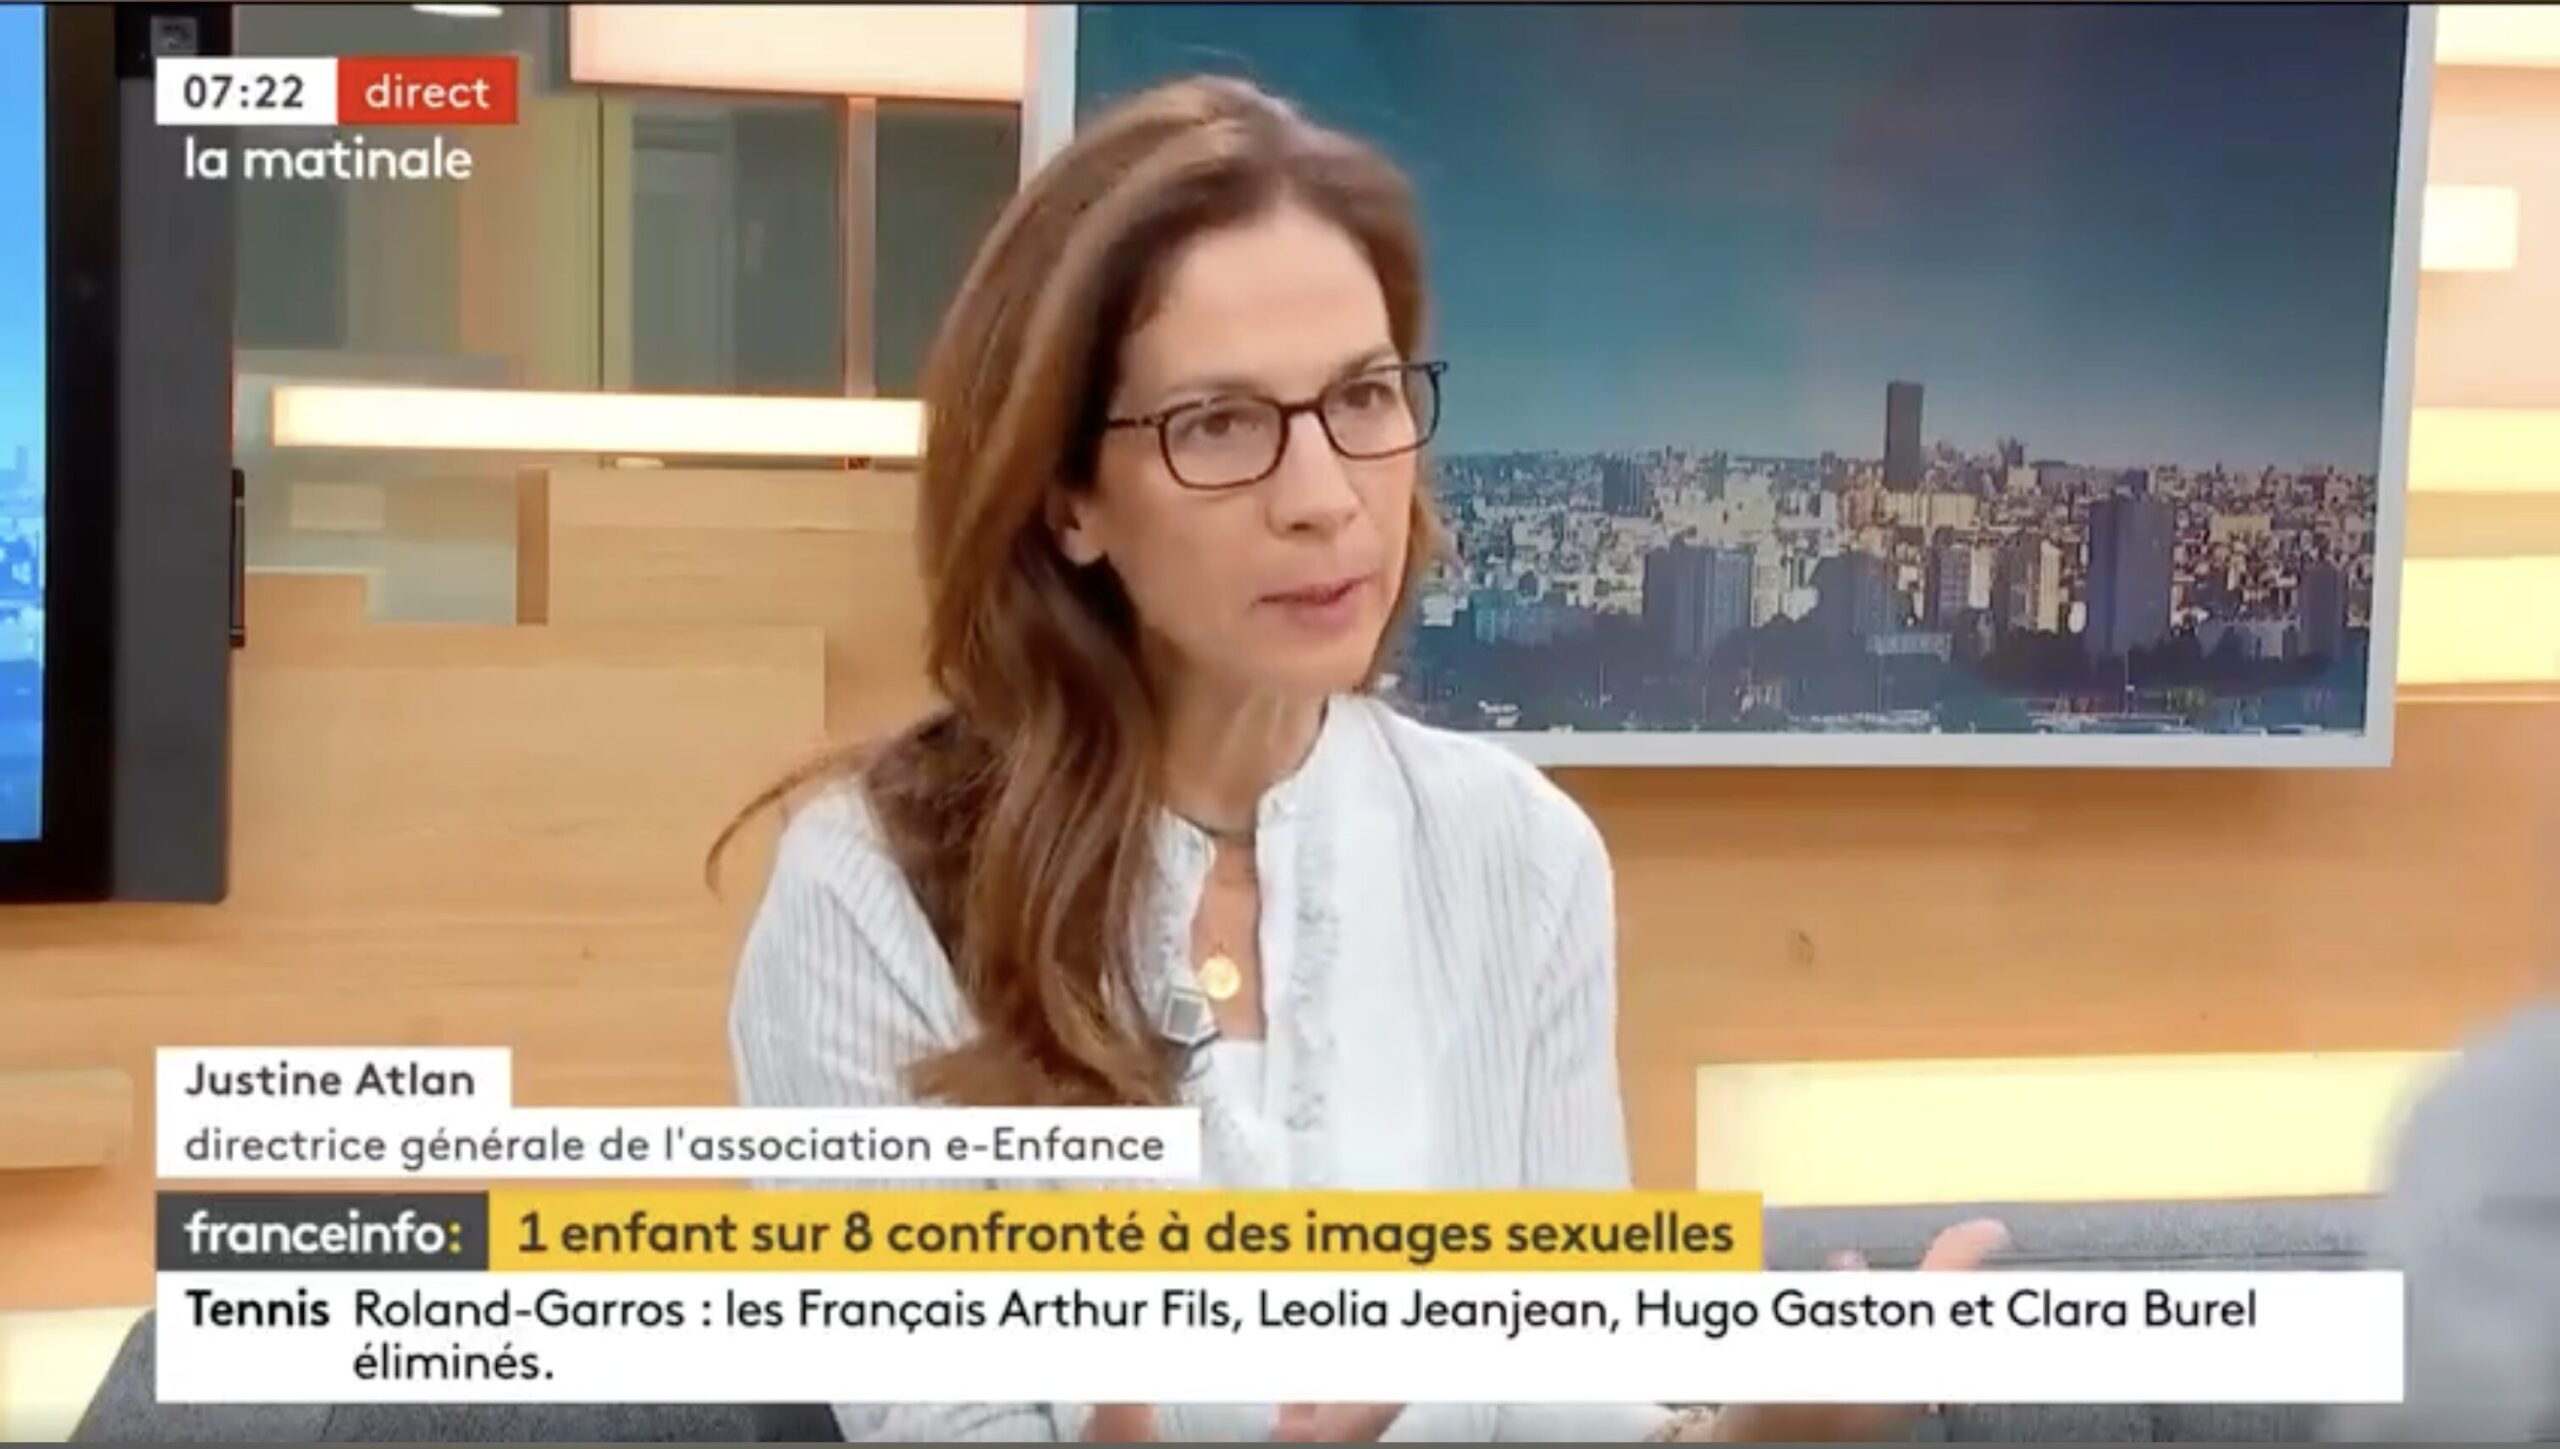 07:22 direct
la matinale
Justine Atlan
directrice générale de l'association e-Enfance
franceinfo: 1 enfant sur 8 confronté à des images sexuelles
Tennis Roland-Garros : les Français Arthur Fils, Leolia Jeanjean, Hugo Gaston et Clara Burel
éliminés.